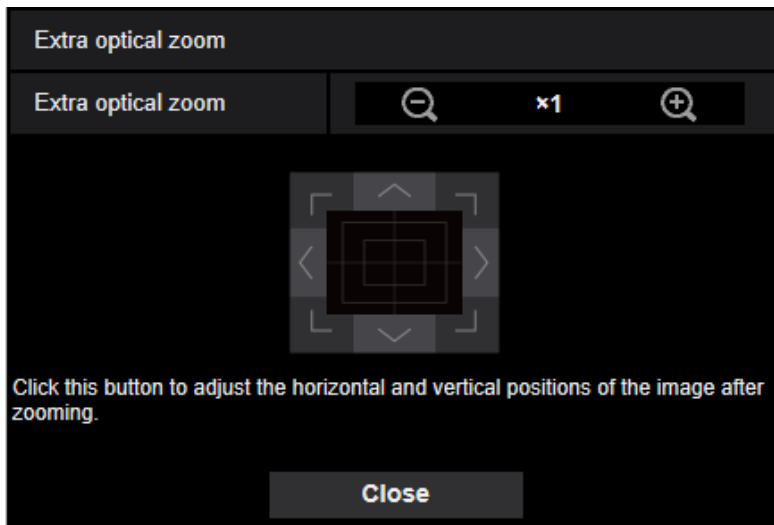 Extra optical zoom
Extra optical zoom
×1
Click this button to adjust the horizontal and vertical positions of the image after
zooming.
Close